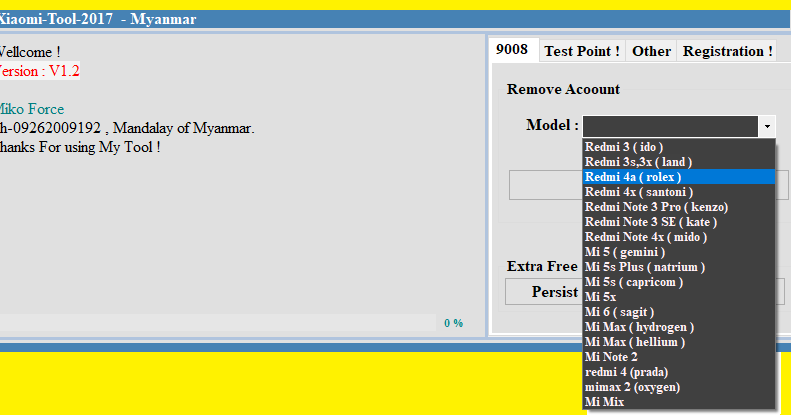 Xiaomi-Tool-2017 - Myanmar
Vellcome !
ersion : V1.2
Miko Force
h-09262009192 , Mandalay of Myanmar.
hanks For using My Tool !
0 %
9008
Test Point !
Other
Registration !
Remove Acoount
Model :
Redmi 3 ( ido )
Redmi 3s,3x ( land )
Redmi 4a ( rolex )
Redmi 4x ( santoni )
Redmi Note 3 Pro ( kenzo)
Redmi Note 3 SE ( kate )
Redmi Note 4x ( mido )
Mi 5 ( gemini )
Mi 5s Plus ( natrium )
Mi 5s ( capricom )
Mi 5x
Mi 6 ( sagit )
Mi Max ( hydrogen )
Mi Max ( hellium )
Mi Note 2
redmi 4 (prada)
mimax 2 (oxygen)
Mi Mix
Extra Free
Persist